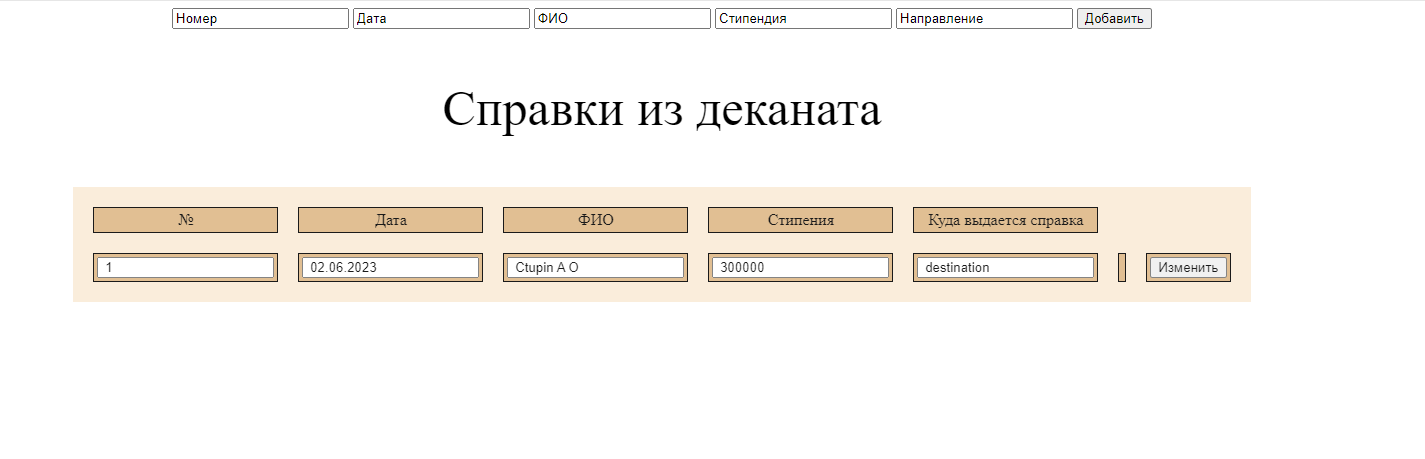 Номер Дата ФИО Стипендия Направление Добавить
Справки из деканата
№ Дата ФИО Стипения Куда выдается справка
1 02.06.2023 Ctupin A O 300000 destination Изменить